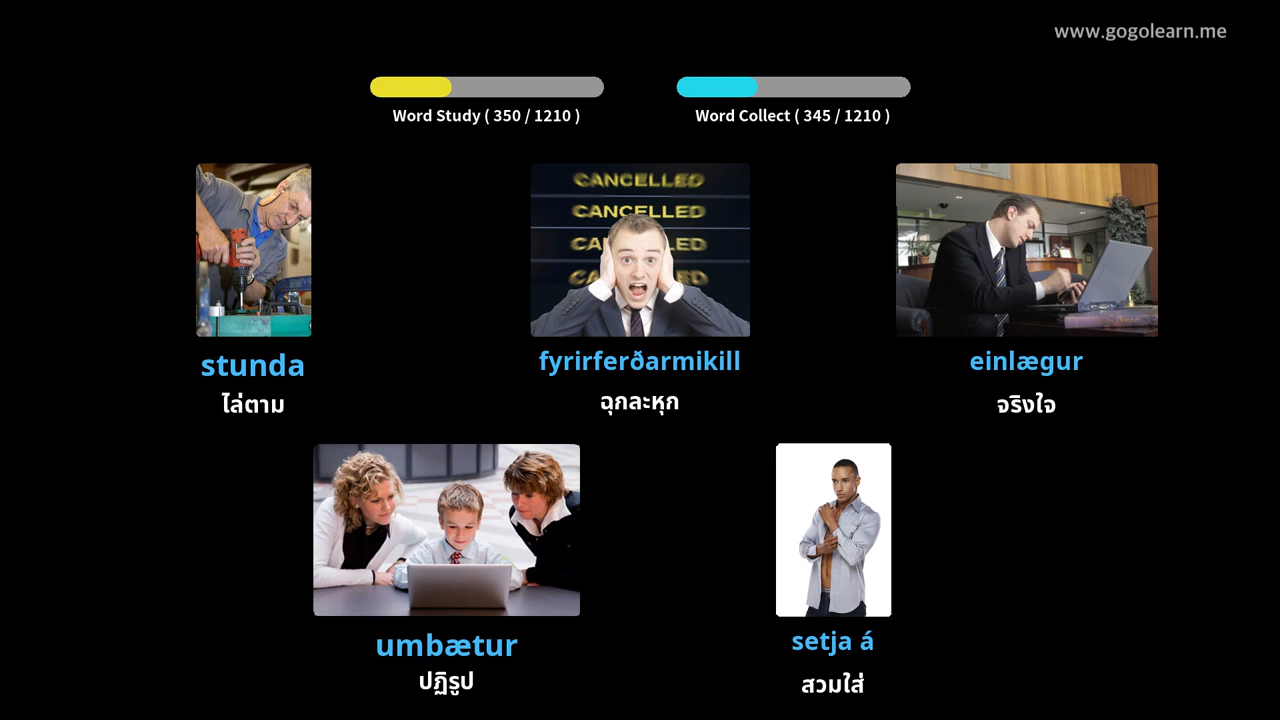 www.gogolearn.me
Word Study ( 350 / 1210 )
Word Collect ( 345 / 1210 )
CANCELLED
CANCELLED
stunda
fyrirferðarmikill
einlægur
ไล่ตาม
ฉุกละหุก
จริงใจ
umbætur
setja á
ปฏิรูป
สวมใส่